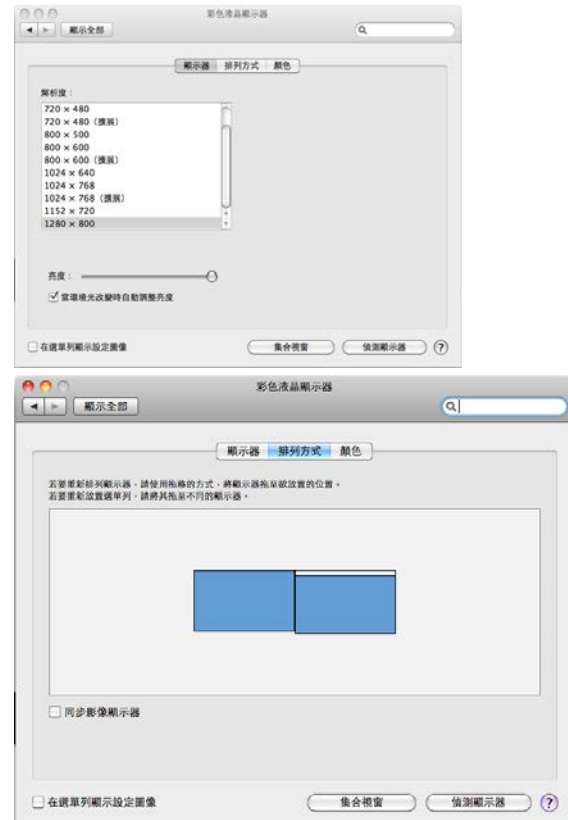 彩色液晶顯示器
顯示全部
顯示器 排列方式 顏色
解析度：
720 × 480
720 × 480（擴展）
800 × 500
800 × 600
800 × 600（擴展）
1024 × 640
1024 × 768
1024 × 768（擴展）
1152 × 720
1280 × 800
亮度：
當環境光改變時自動調整亮度
在選單列顯示設定圖像 集合視窗 偵測顯示器 ?
彩色液晶顯示器
顯示全部
顯示器 排列方式 顏色
若要重新排列顯示器，請使用拖移的方式，將顯示器拖至欲放置的位置。
若要重新放置選單列，請將其拖至不同的顯示器。
同步影像顯示器
在選單列顯示設定圖像 集合視窗 偵測顯示器 ?